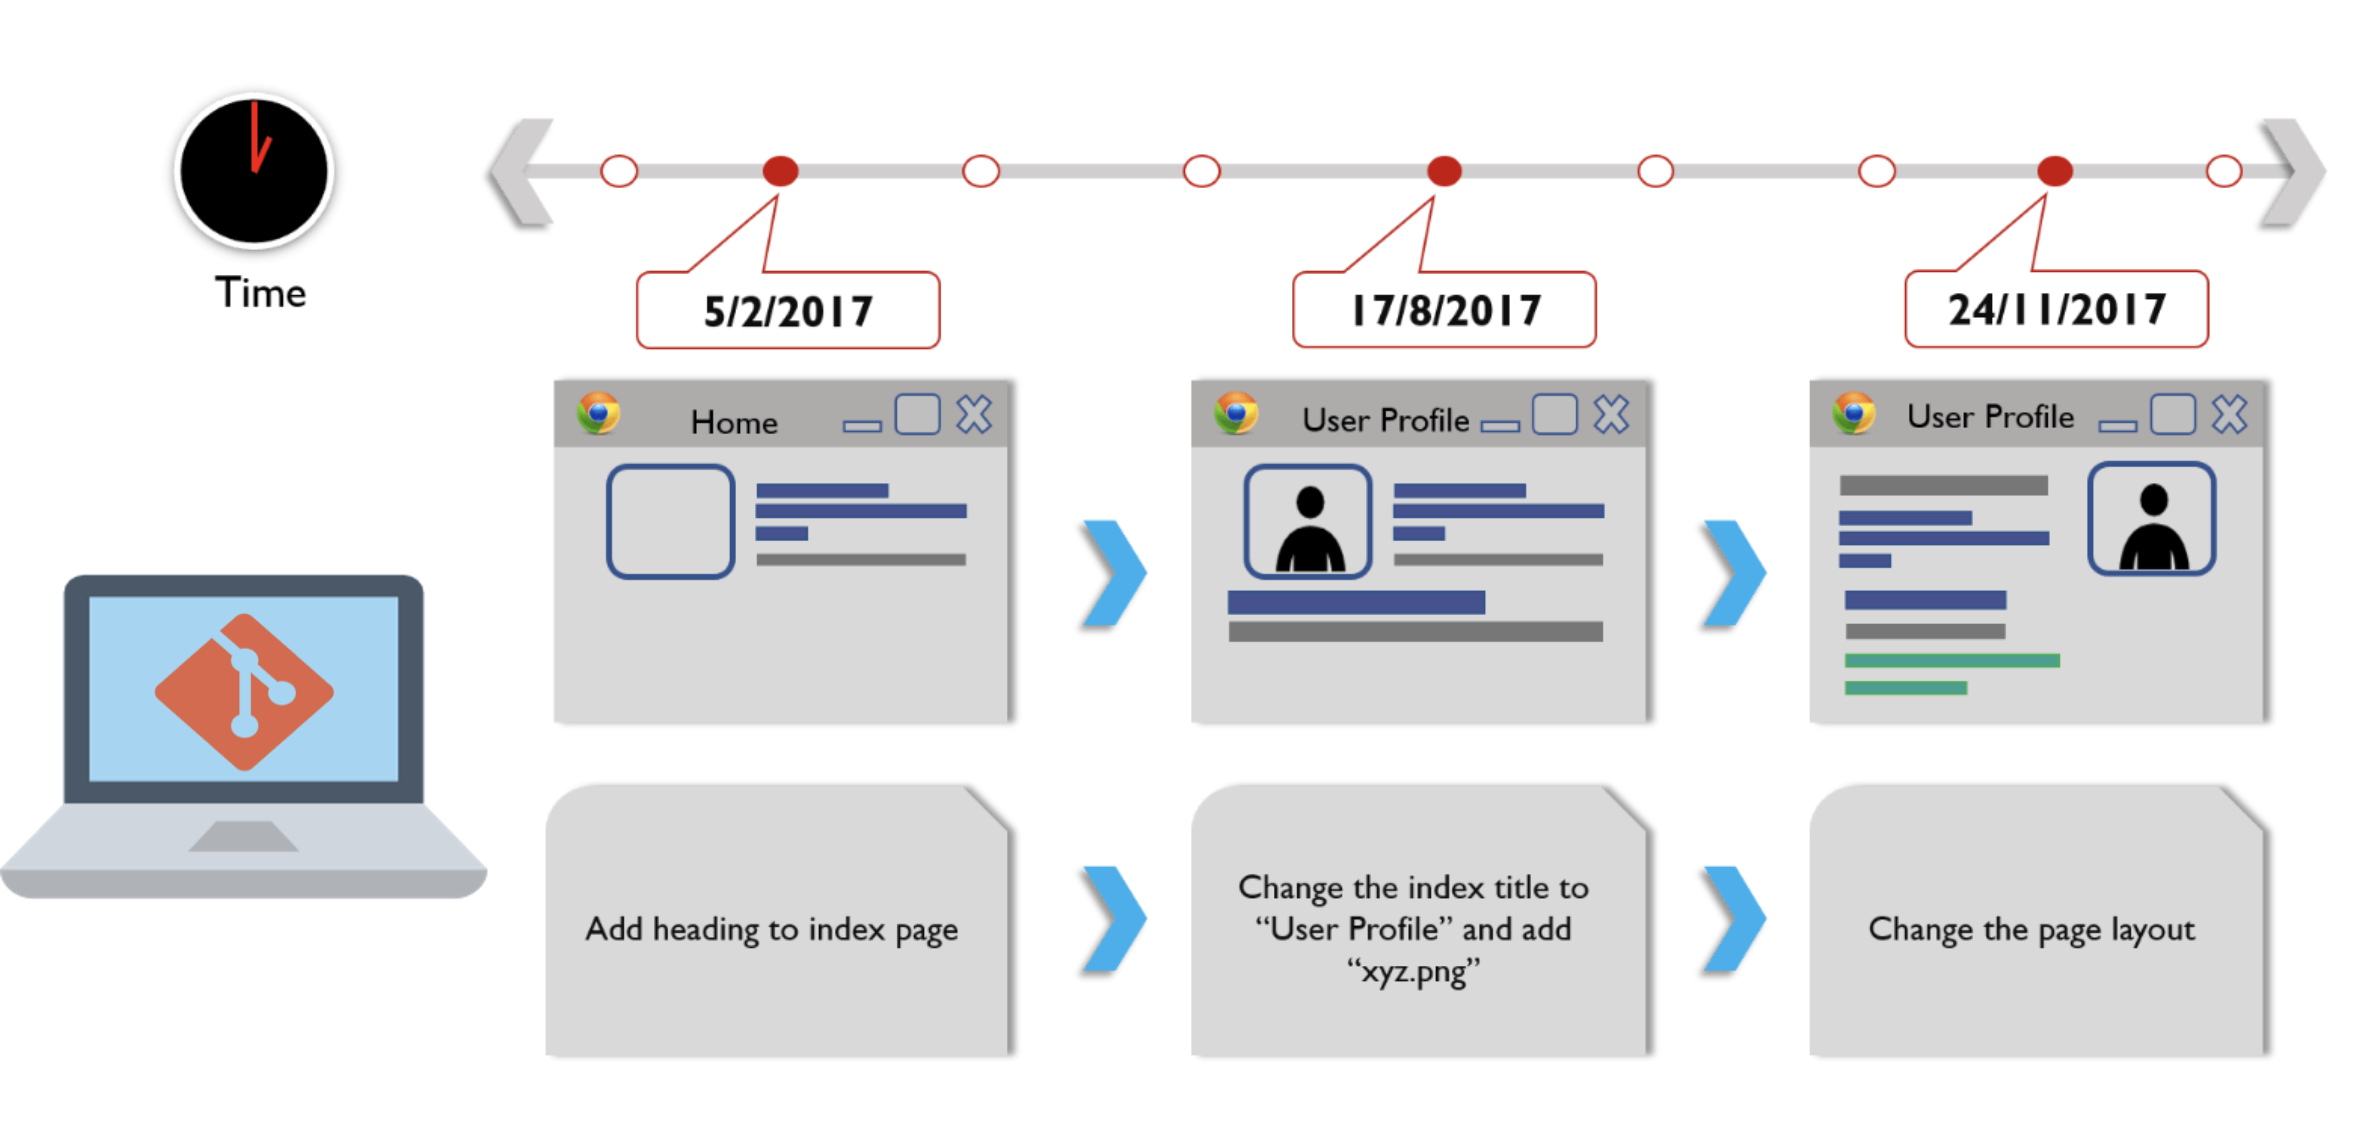 Time
5/2/2017
17/8/2017
24/11/2017
Home
User Profile
User Profile
Add heading to index page
Change the index title to
“User Profile” and add
“xyz.png”
Change the page layout